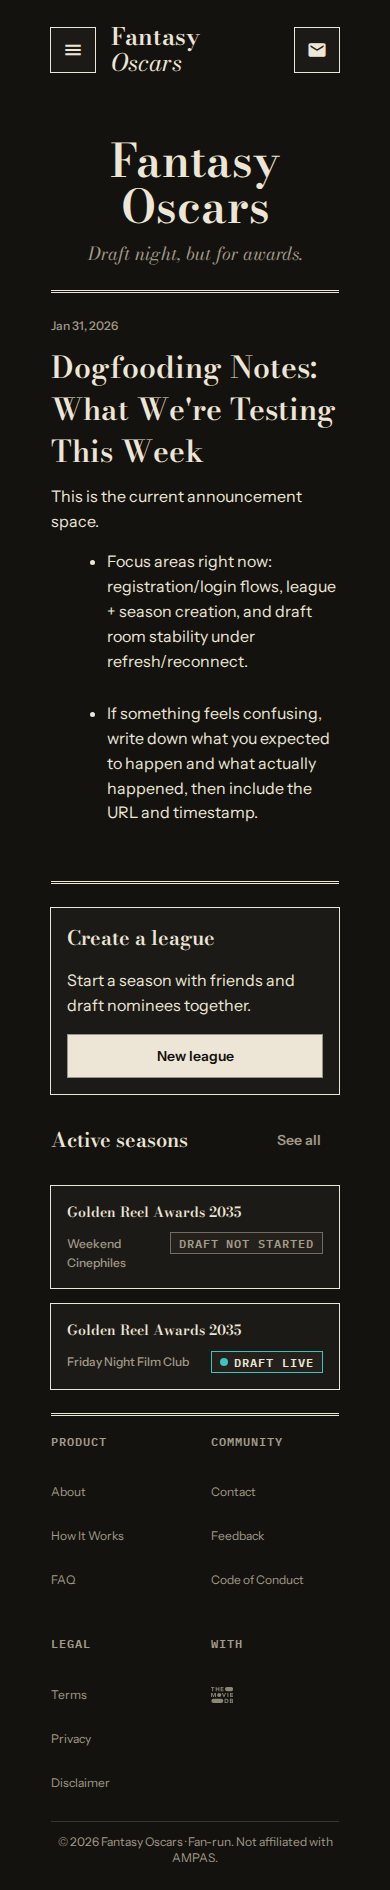 Fantasy
Oscars
Fantasy
Oscars
Draft night, but for awards.
Jan 31, 2026
Dogfooding Notes:
What We're Testing
This Week
This is the current announcement
space.
• Focus areas right now:
registration/login flows, league
+ season creation, and draft
room stability under
refresh/reconnect.
• If something feels confusing,
write down what you expected
to happen and what actually
happened, then include the
URL and timestamp.
Create a league
Start a season with friends and
draft nominees together.
New league
Active seasons See all
Golden Reel Awards 2035
Weekend
Cinephiles
DRAFT NOT STARTED
Golden Reel Awards 2035
Friday Night Film Club DRAFT LIVE
PRODUCT
About
How It Works
FAQ
COMMUNITY
Contact
Feedback
Code of Conduct
LEGAL
Terms
Privacy
Disclaimer
WITH
THE
MOVIE
DB
© 2026 Fantasy Oscars · Fan-run. Not affiliated with
AMPAS.